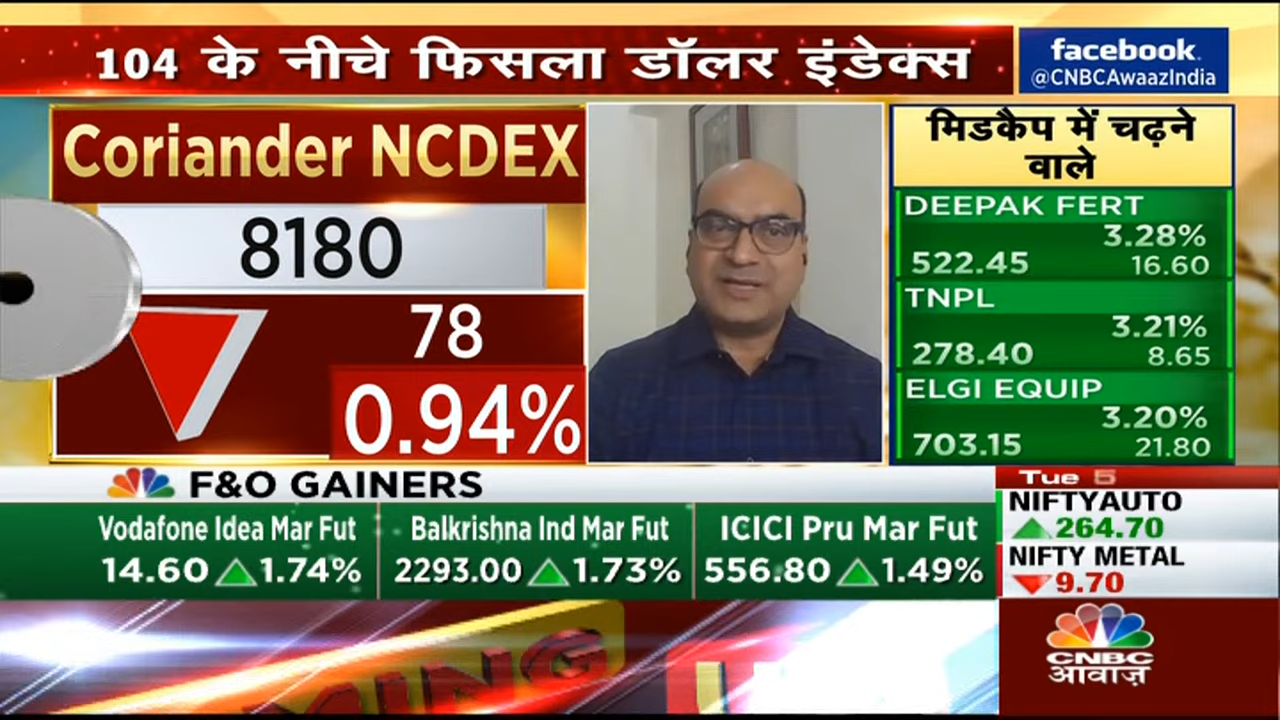 104 के नीचे फिसला डॉलर इंडेक्स
facebook.
@CNBCAwaazIndia
Coriander NCDEX
8180
78
0.94%
मिडकैप में चढ़ने
वाले
DEEPAK FERT
3.28%
522.45 16.60
TNPL
3.21%
278.40 8.65
ELGI EQUIP
3.20%
703.15 21.80
F&O GAINERS
Vodafone Idea Mar Fut
14.60 1.74%
Balkrishna Ind Mar Fut
2293.00 1.73%
ICICI Pru Mar Fut
556.80 1.49%
Tue 5
NIFTYAUTO
264.70
NIFTY METAL
9.70
CNBC
आवाज़